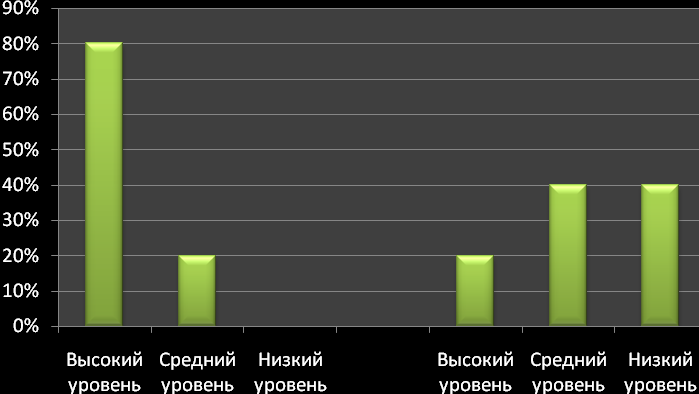 90%
80%
70%
60%
50%
40%
30%
20%
10%
0%
Высокий уровень
Средний уровень
Низкий уровень
Высокий уровень
Средний уровень
Низкий уровень